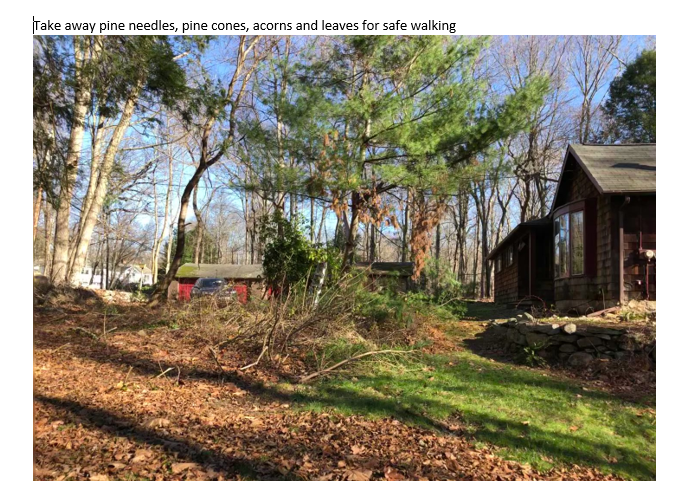 Take away pine needles, pine cones, acorns and leaves for safe walking